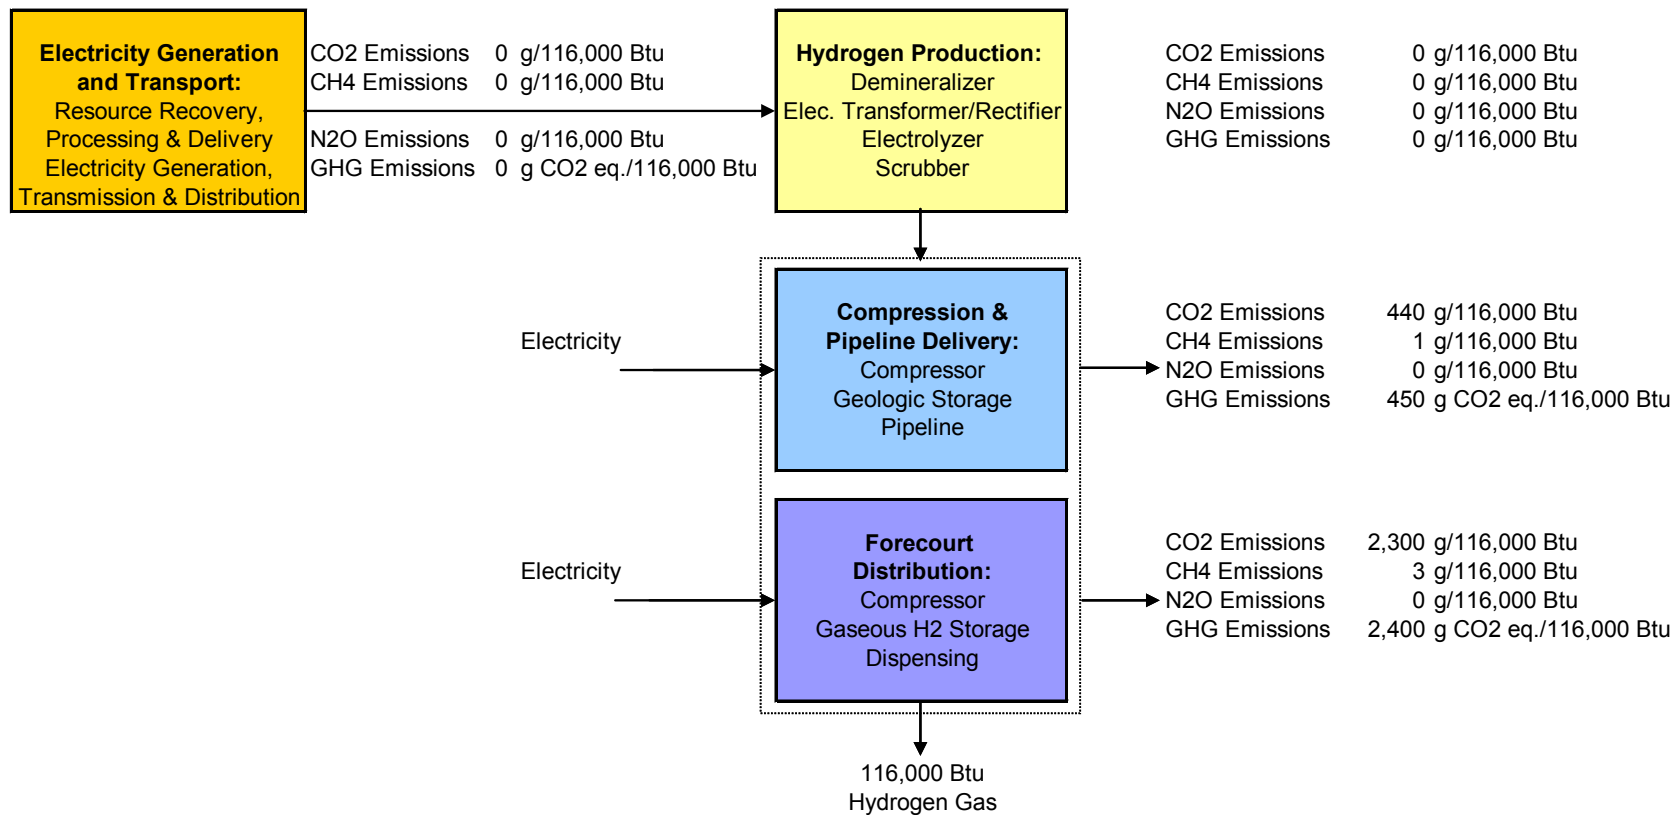 Electricity Generation
and Transport:
Resource Recovery,
Processing & Delivery
Electricity Generation,
Transmission & Distribution
CO2 Emissions 0 g/116,000 Btu
CH4 Emissions 0 g/116,000 Btu
N2O Emissions 0 g/116,000 Btu
GHG Emissions 0 g CO2 eq./116,000 Btu
Hydrogen Production:
Demineralizer
Elec. Transformer/Rectifier
Electrolyzer
Scrubber
CO2 Emissions 0 g/116,000 Btu
CH4 Emissions 0 g/116,000 Btu
N2O Emissions 0 g/116,000 Btu
GHG Emissions 0 g/116,000 Btu
Electricity
Compression &
Pipeline Delivery:
Compressor
Geologic Storage
Pipeline
CO2 Emissions 440 g/116,000 Btu
CH4 Emissions 1 g/116,000 Btu
N2O Emissions 0 g/116,000 Btu
GHG Emissions 450 g CO2 eq./116,000 Btu
Electricity
Forecourt
Distribution:
Compressor
Gaseous H2 Storage
Dispensing
CO2 Emissions 2,300 g/116,000 Btu
CH4 Emissions 3 g/116,000 Btu
N2O Emissions 0 g/116,000 Btu
GHG Emissions 2,400 g CO2 eq./116,000 Btu
116,000 Btu
Hydrogen Gas